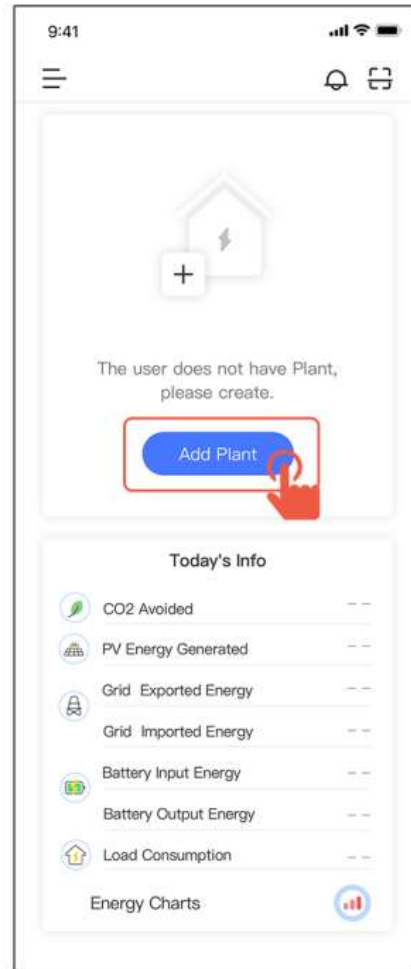 9:41
The user does not have Plant,
please create.
Add Plant
Today's Info
CO2 Avoided --
PV Energy Generated --
Grid Exported Energy --
Grid Imported Energy --
Battery Input Energy --
Battery Output Energy --
Load Consumption --
Energy Charts